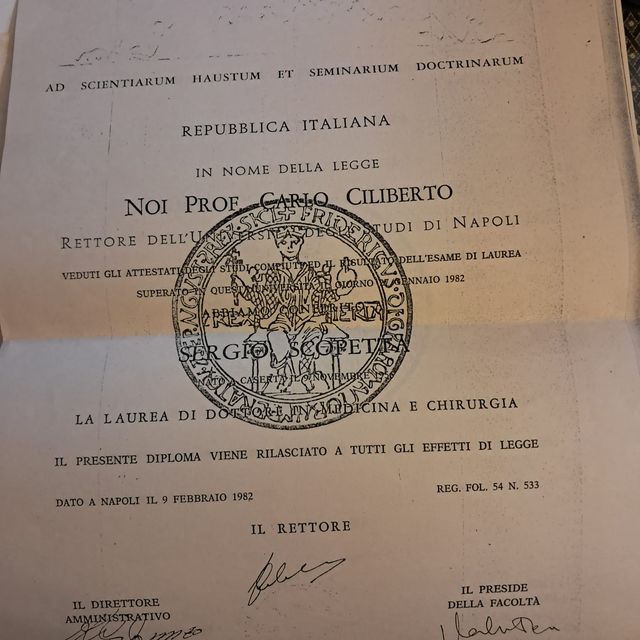 AD SCIENTIARUM HAUSTUM ET SEMINARIUM DOCTRINARUM
REPUBBLICA ITALIANA
IN NOME DELLA LEGGE
NOI PROF. CARLO CILIBERTO
RETTORE DELL'UNIVERSITÀ DEGLI STUDI DI NAPOLI
VEDUTI GLI ATTESTATI DEGLI STUDI COMPIUTI ED IL RISULTATO DELL'ESAME DI LAUREA
SUPERATO IN QUESTA UNIVERSITÀ IL GIORNO GENNAIO 1982
ABBIAMO CONFERITO
SERGIO SCOPETTA
NATO A CASERTA IL NOVEMBRE
LA LAUREA DI DOTTORE IN MEDICINA E CHIRURGIA
IL PRESENTE DIPLOMA VIENE RILASCIATO A TUTTI GLI EFFETTI DI LEGGE
DATO A NAPOLI IL 9 FEBBRAIO 1982
REG. FOL. 54 N. 533
IL RETTORE
IL DIRETTORE
AMMINISTRATIVO
IL PRESIDE
DELLA FACOLTÀ